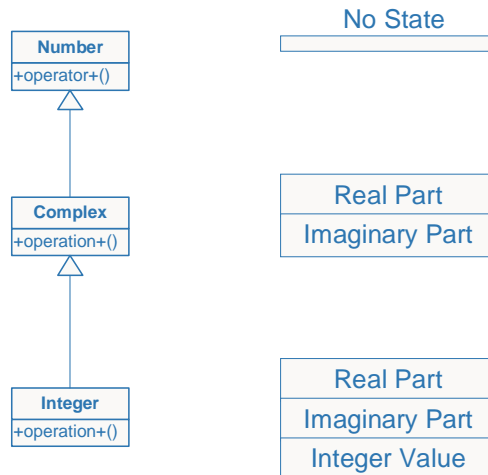 Number
+operator+()
No State
Complex
+operation+()
Real Part
Imaginary Part
Integer
+operation+()
Real Part
Imaginary Part
Integer Value